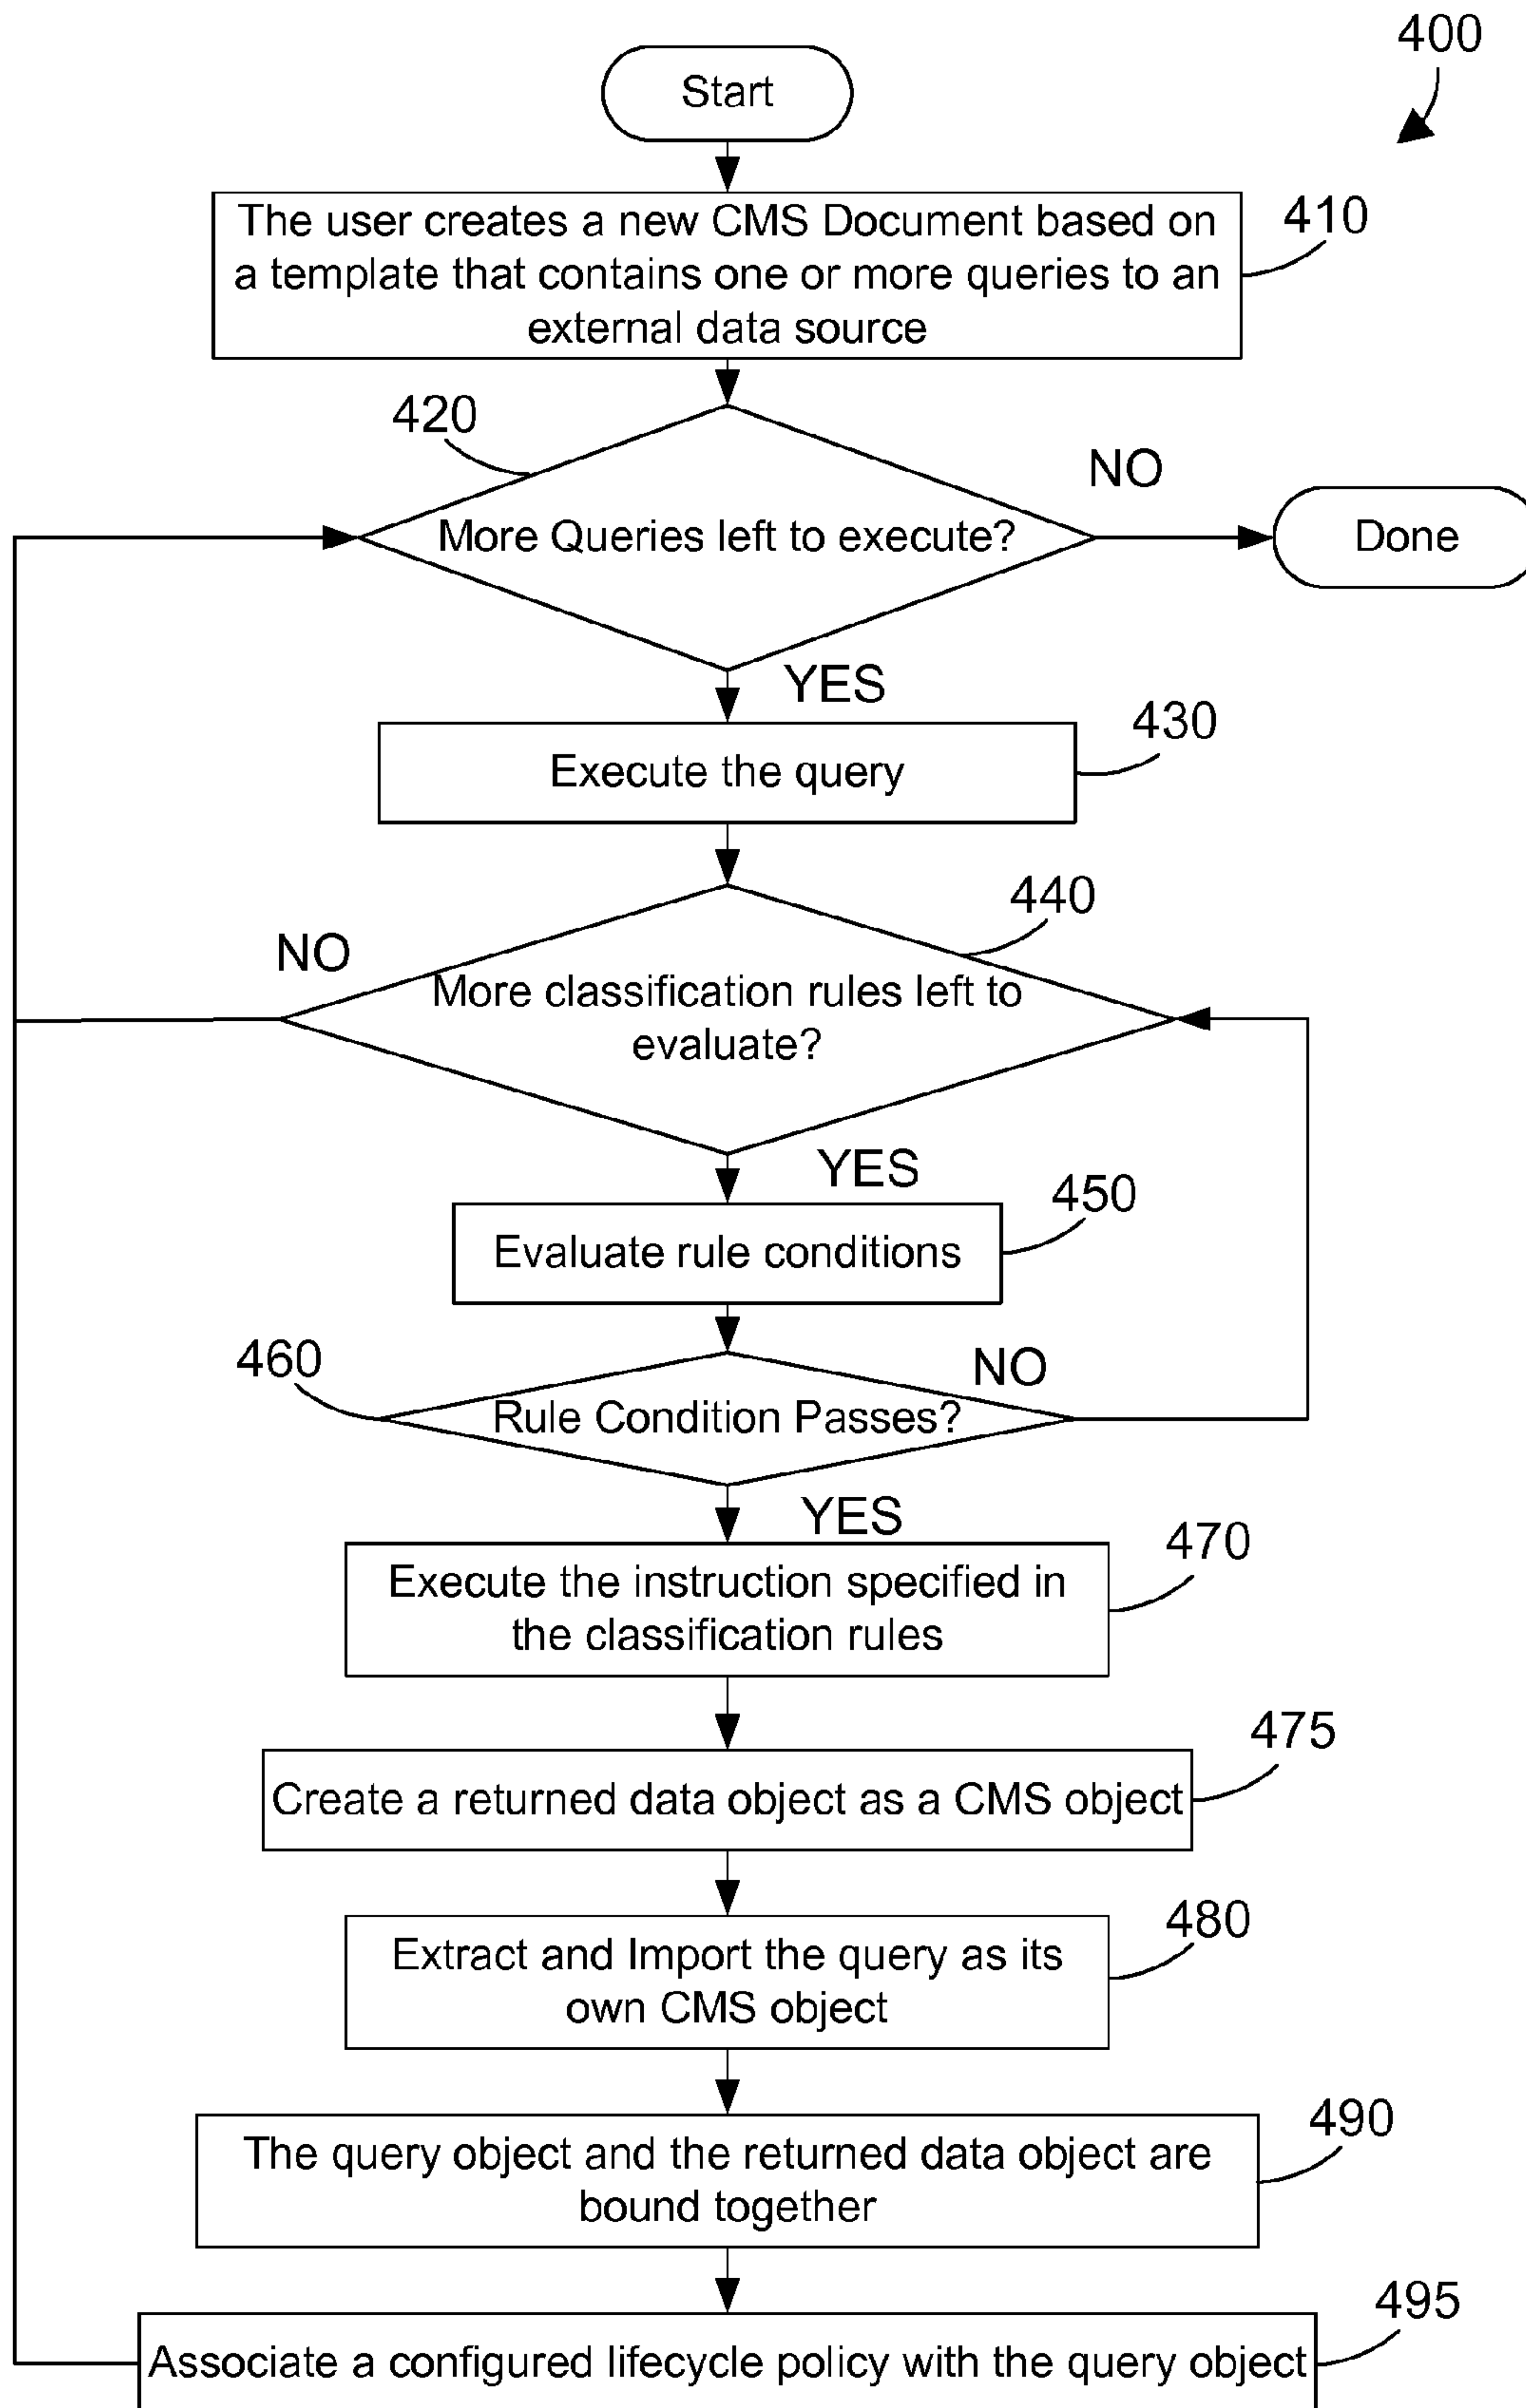 400
Start
The user creates a new CMS Document based on
a template that contains one or more queries to an
external data source
410
420
NO
More Queries left to execute?
Done
YES
430
Execute the query
440
NO
More classification rules left to
evaluate?
YES
450
Evaluate rule conditions
460
NO
Rule Condition Passes?
YES
470
Execute the instruction specified in
the classification rules
475
Create a returned data object as a CMS object
480
Extract and Import the query as its
own CMS object
490
The query object and the returned data object are
bound together
495
Associate a configured lifecycle policy with the query object